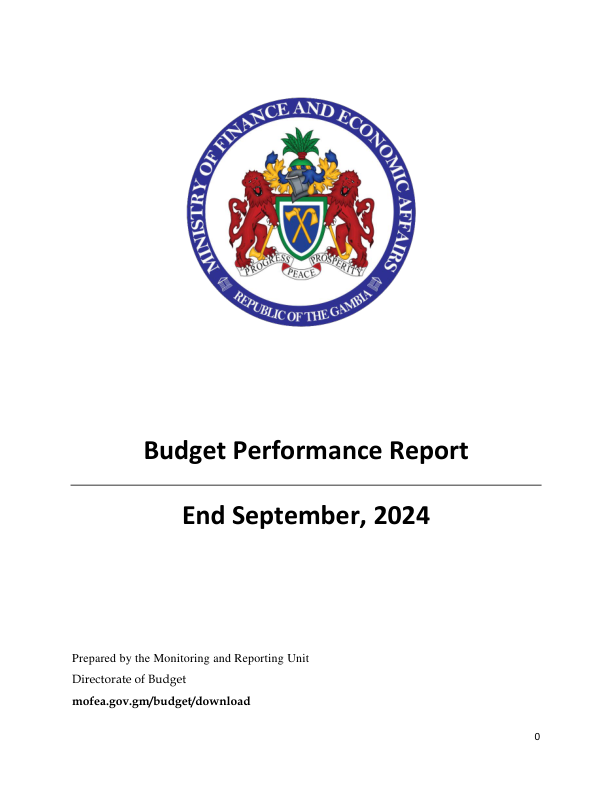 MINISTRY OF FINANCE AND ECONOMIC AFFAIRS
PROGRESS
PEACE
PROSPERITY
REPUBLIC OF THE GAMBIA
Budget Performance Report
End September, 2024
Prepared by the Monitoring and Reporting Unit
Directorate of Budget
mofea.gov.gm/budget/download
0